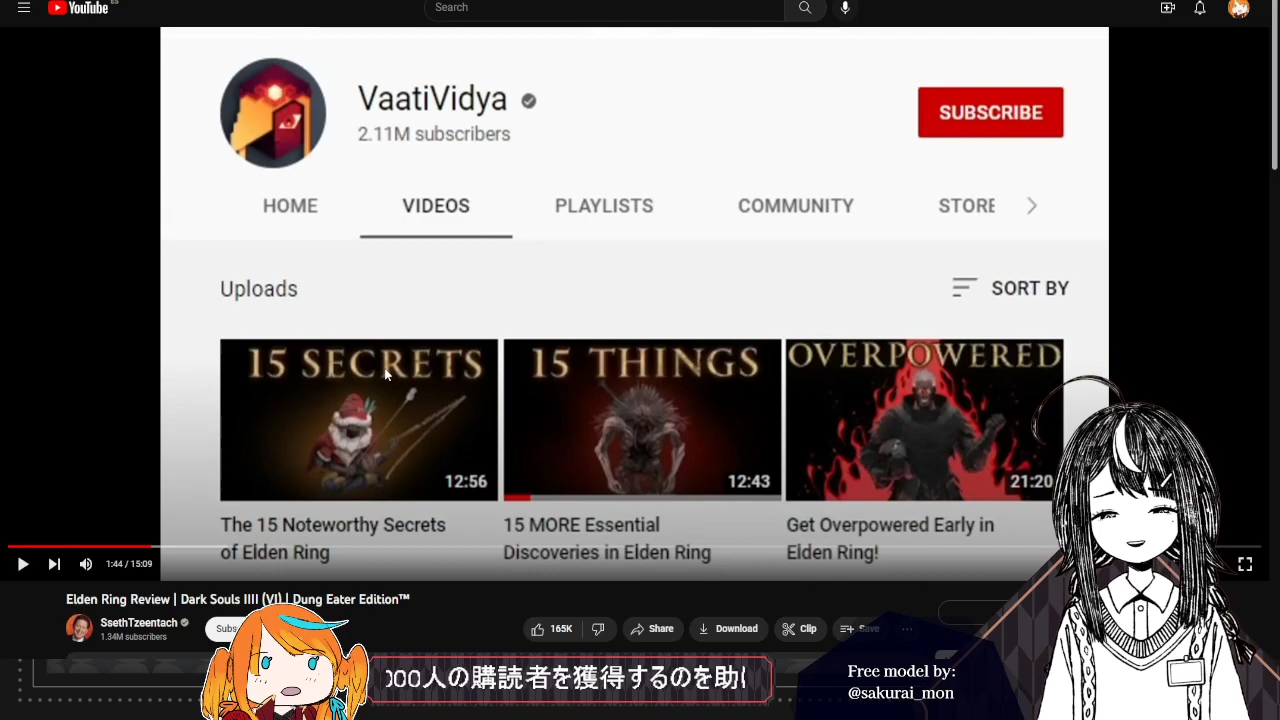 YouTube ES
Search
VaatiVidya
2.11M subscribers
SUBSCRIBE
HOME VIDEOS PLAYLISTS COMMUNITY STORE
Uploads
SORT BY
15 SECRETS
12:56
15 THINGS
12:43
OVERPOWERED
21:20
The 15 Noteworthy Secrets
of Elden Ring
15 MORE Essential
Discoveries in Elden Ring
Get Overpowered Early in
Elden Ring!
1:44 / 15:09
Elden Ring Review | Dark Souls IIII (VI) | Dung Eater Edition™
SsethTzeentach
1.34M subscribers
Subs
165K
Share
Download
Clip
Save
000人の購読者を獲得するのを助
Free model by:
@sakurai_mon